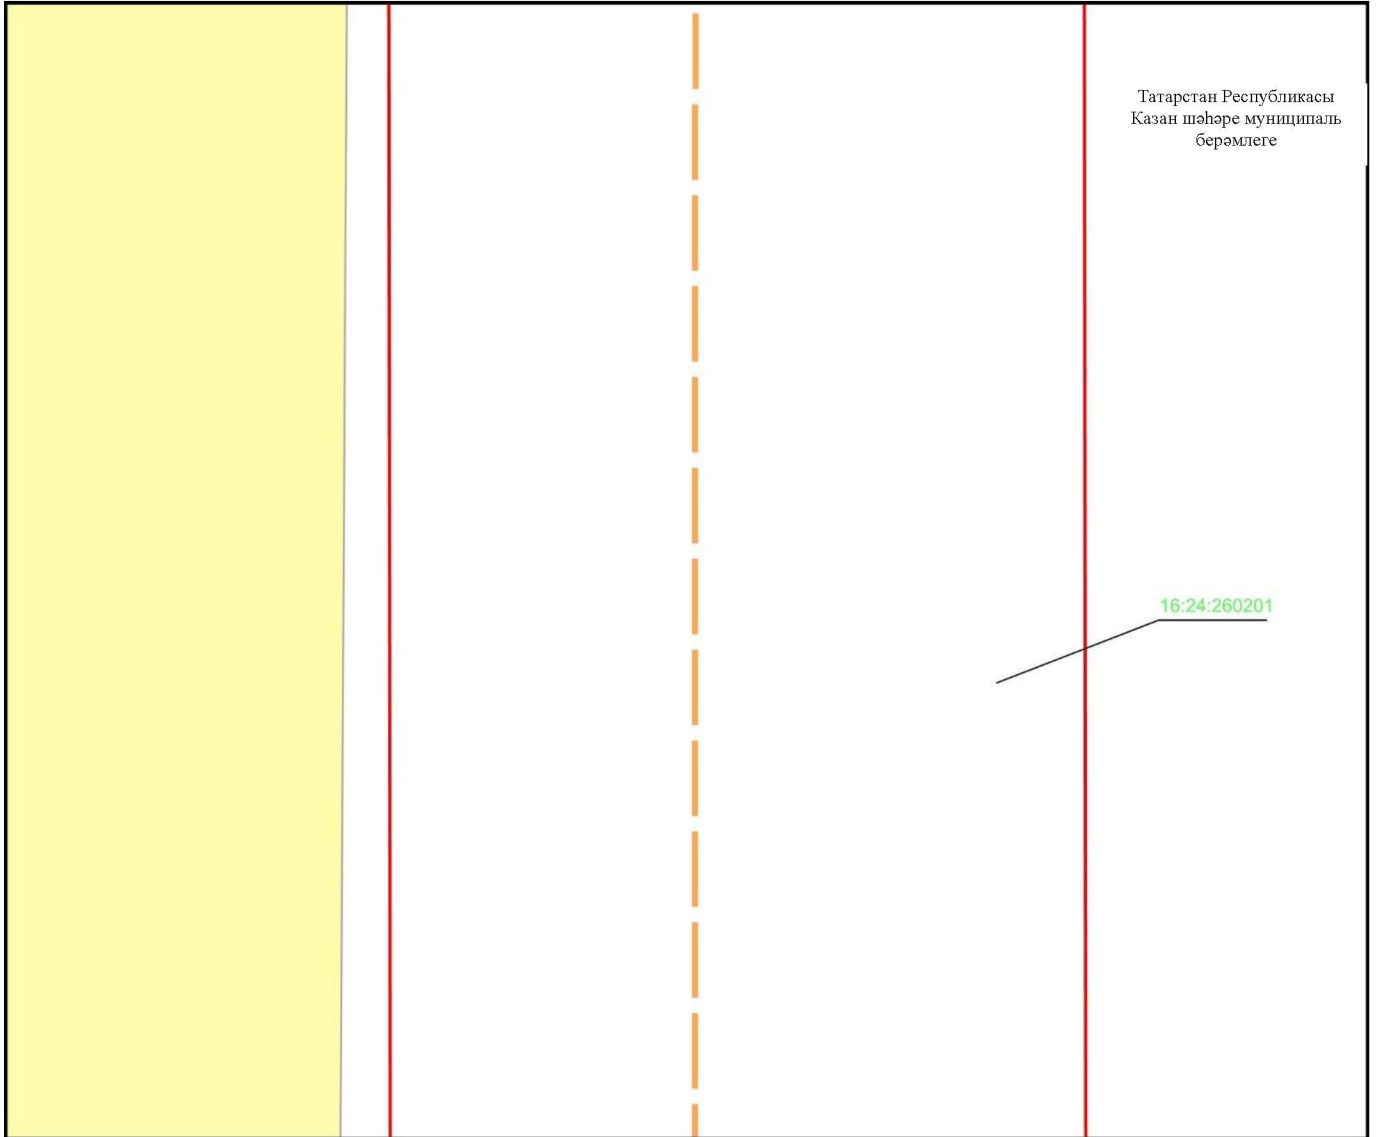 Татарстан Республикасы
Казан шәһәре муниципаль
берәмлеге
16:24:260201